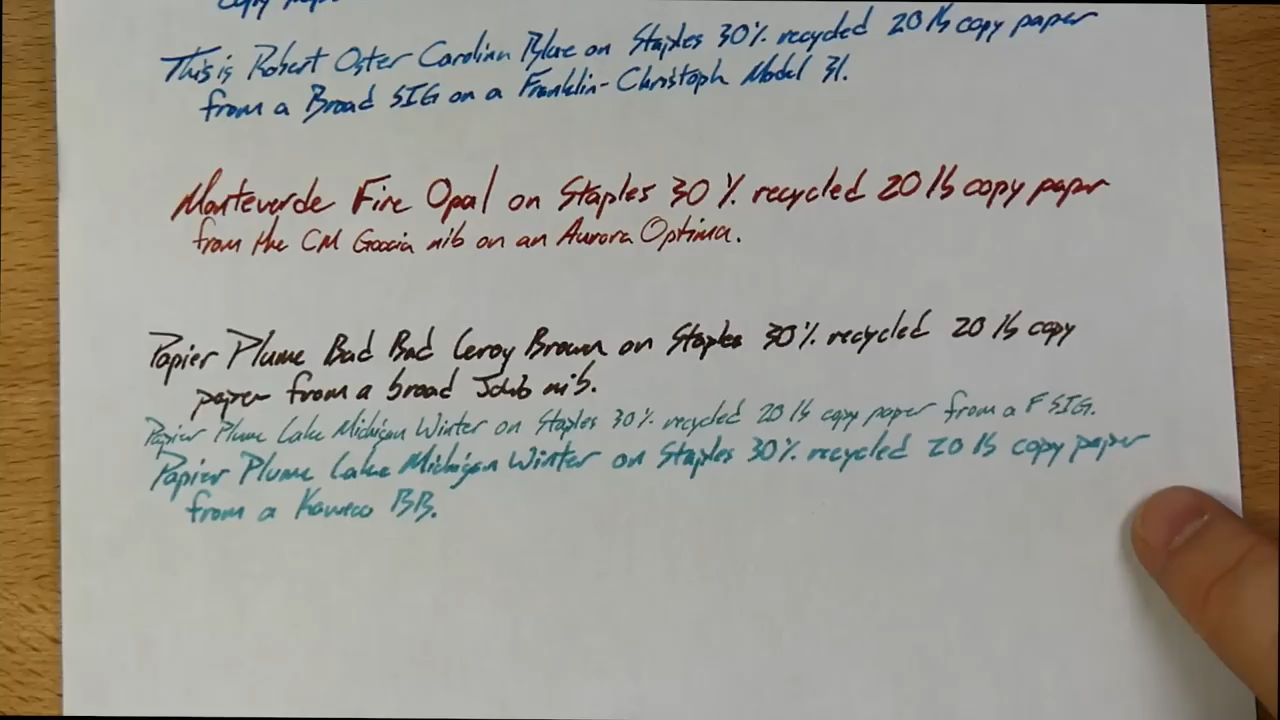 copy paper
This is Robert Oster Carolina Blue on Staples 30% recycled 20 lb copy paper
from a Broad SIG on a Franklin-Christoph Model 31.
Monteverde Fire Opal on Staples 30% recycled 20 lb copy paper
from the CM Goccia nib on an Aurora Optima.
Papier Plume Bad Bad Leroy Brown on Staples 30% recycled 20 lb copy
paper from a broad Jowo nib.
Papier Plume Lake Michigan Winter on Staples 30% recycled 20 lb copy paper from a F SIG.
Papier Plume Lake Michigan Winter on Staples 30% recycled 20 lb copy paper
from a Kaweco BB.